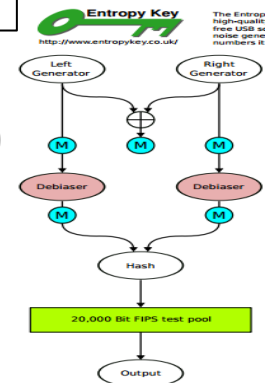 Entropy Key
http://www.entropykey.co.uk/
The Entrop
high-qualit
free USB s
noise gene
numbers it
Left
Generator
Right
Generator
M
M
M
Debiaser
Debiaser
M
M
Hash
20,000 Bit FIPS test pool
Output